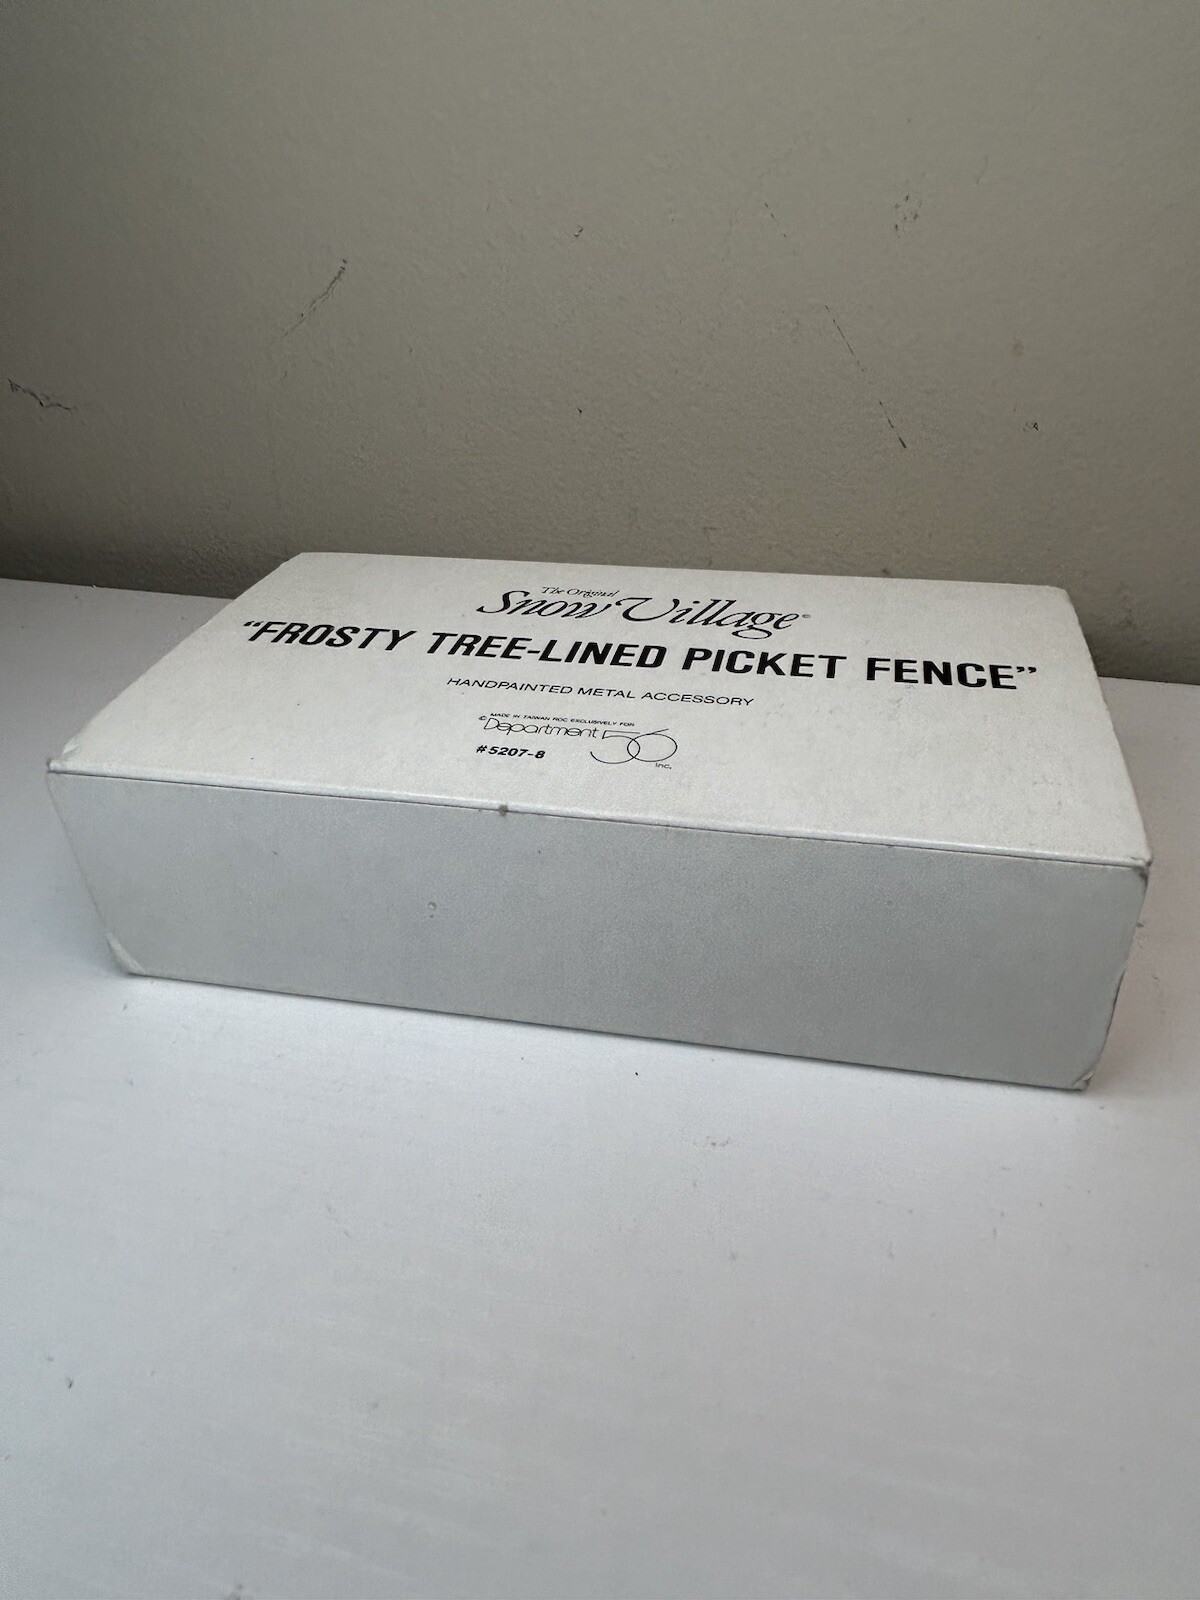 The Original
Snow Village®
"FROSTY TREE-LINED PICKET FENCE"
HANDPAINTED METAL ACCESSORY
MADE IN TAIWAN ROC EXCLUSIVELY FOR
©Department 56
Inc.
#5207-8